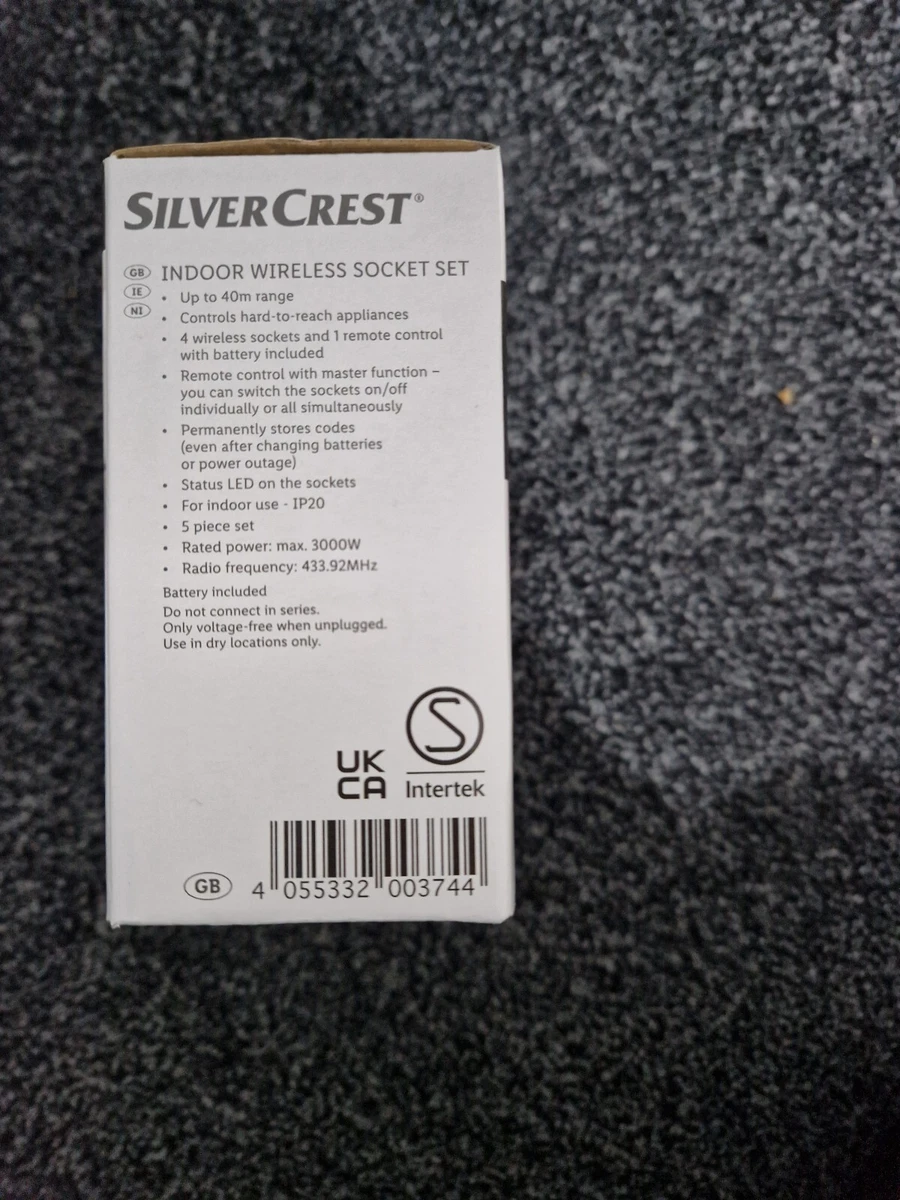 SILVERCREST®
GB INDOOR WIRELESS SOCKET SET
IE
NI
• Up to 40m range
• Controls hard-to-reach appliances
• 4 wireless sockets and 1 remote control
with battery included
• Remote control with master function –
you can switch the sockets on/off
individually or all simultaneously
• Permanently stores codes
(even after changing batteries
or power outage)
• Status LED on the sockets
• For indoor use - IP20
• 5 piece set
• Rated power: max. 3000W
• Radio frequency: 433.92MHz
Battery included
Do not connect in series.
Only voltage-free when unplugged.
Use in dry locations only.
S
UK
CA
Intertek
GB
4 055332 003744